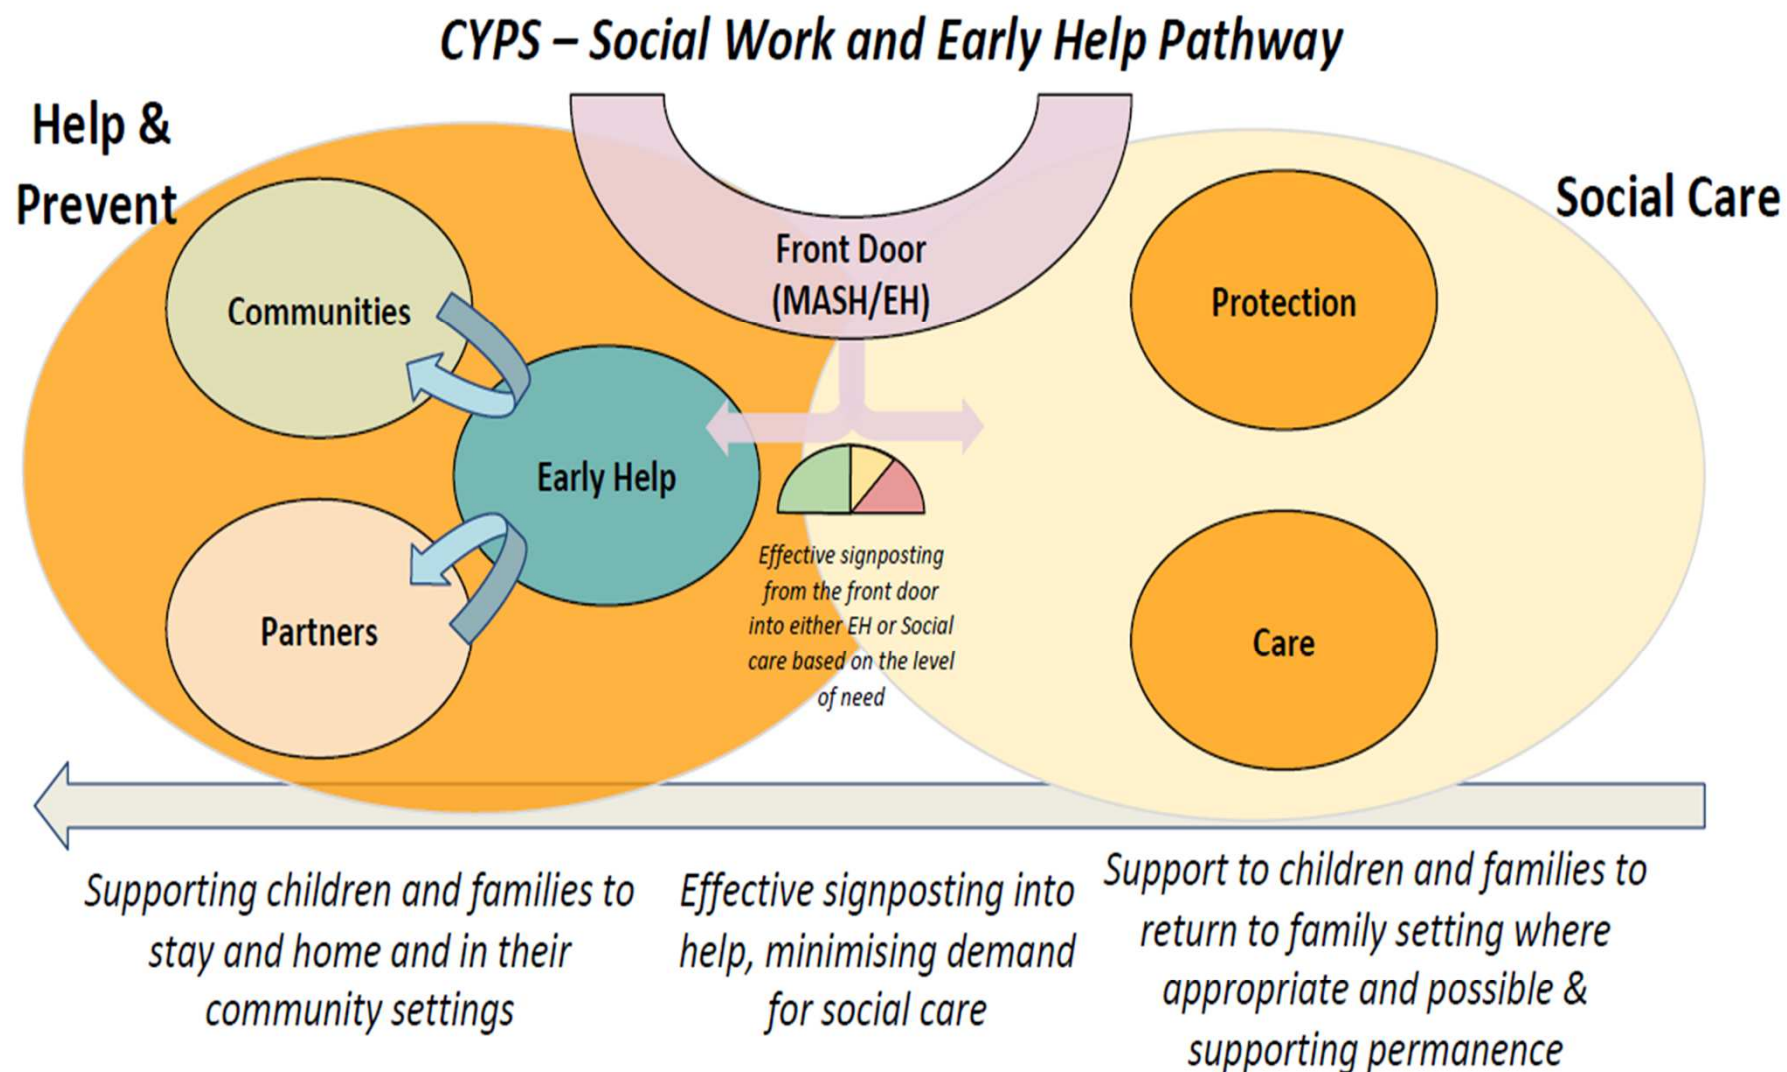 CYPS – Social Work and Early Help Pathway
Help &
Prevent
Social Care
Front Door
(MASH/EH)
Communities
Protection
Early Help
Partners
Care
Effective signposting
from the front door
into either EH or Social
care based on the level
of need
Supporting children and families to
stay and home and in their
community settings
Effective signposting into
help, minimising demand
for social care
Support to children and families to
return to family setting where
appropriate and possible &
supporting permanence